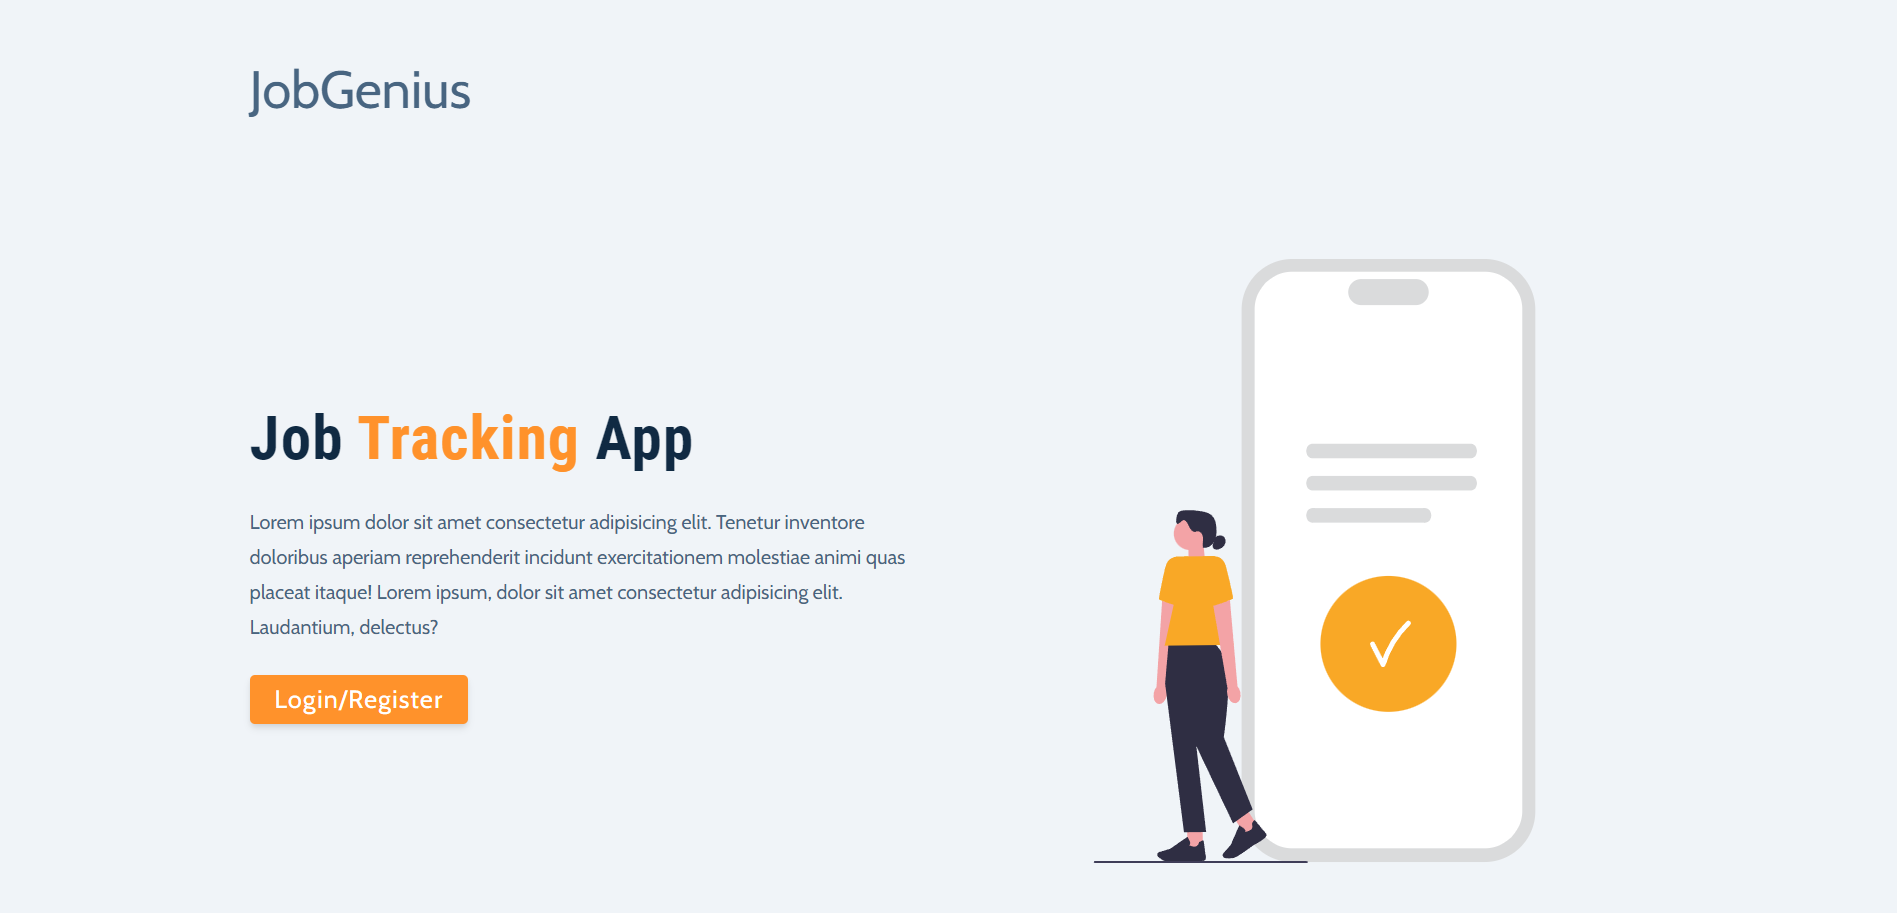 JobGenius
Job Tracking App
Lorem ipsum dolor sit amet consectetur adipisicing elit. Tenetur inventore
doloribus aperiam reprehenderit incidunt exercitationem molestiae animi quas
placeat itaque! Lorem ipsum, dolor sit amet consectetur adipisicing elit.
Laudantium, delectus?
Login/Register